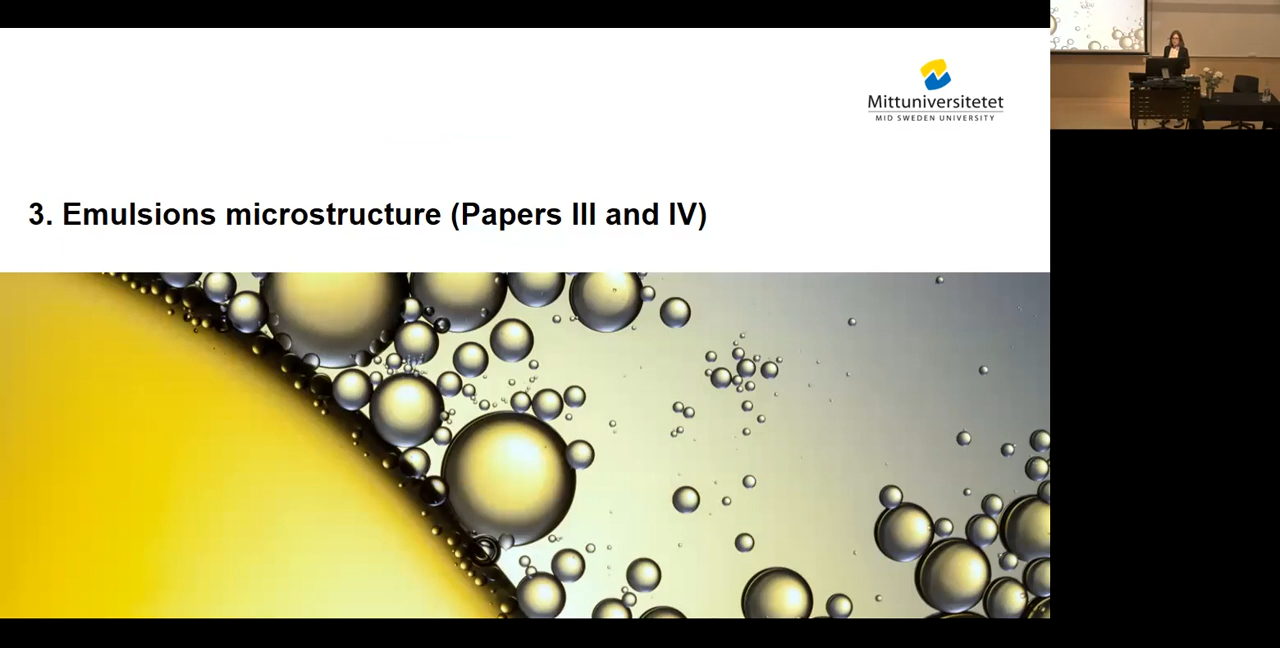 Mittuniversitetet
MID SWEDEN UNIVERSITY
3. Emulsions microstructure (Papers III and IV)